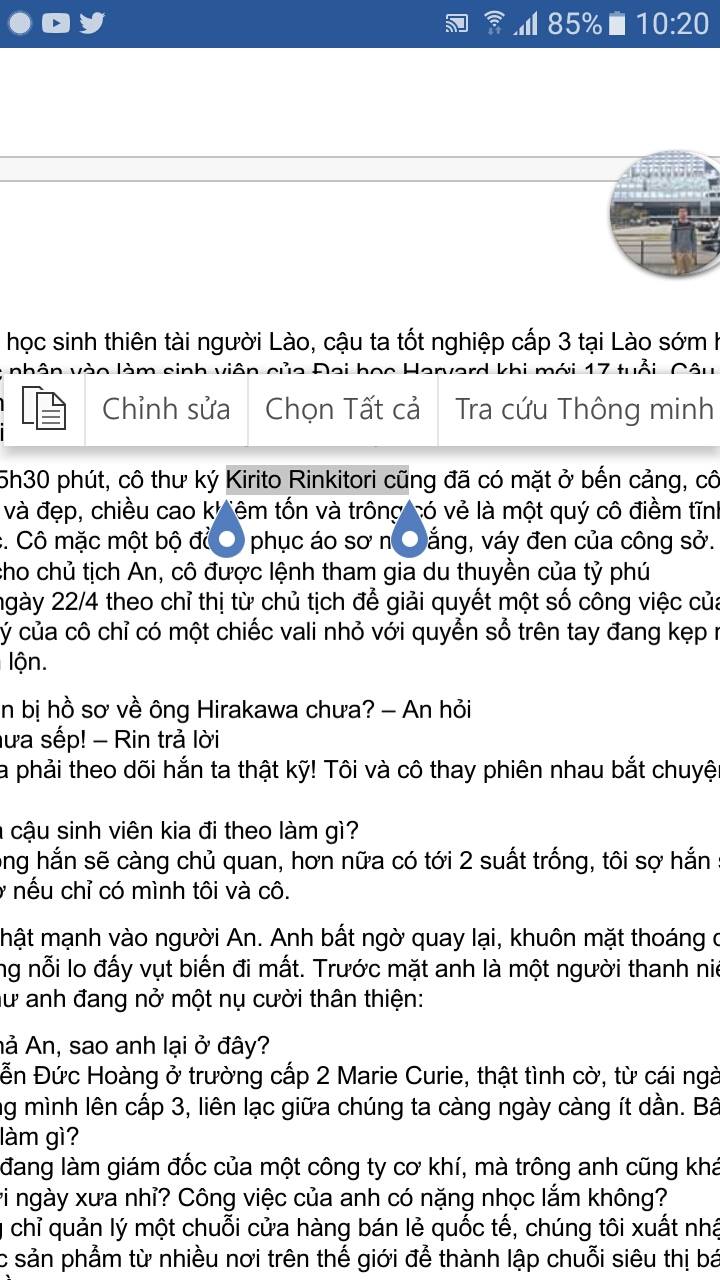 85% 10:20
học sinh thiên tài người Lào, cậu ta tốt nghiệp cấp 3 tại Lào sớm
nhận vào làm sinh viên của Đại học Harvard khi mới 17 tuổi. Cậu
Chỉnh sửa Chọn Tất cả Tra cứu Thông minh
5h30 phút, cô thư ký Kirito Rinkitori cũng đã có mặt ở bến cảng, cô
và đẹp, chiều cao khiêm tốn và trông có vẻ là một quý cô điềm tĩnh
Cô mặc một bộ đồng phục áo sơ mi trắng, váy đen của công sở.
cho chủ tịch An, cô được lệnh tham gia du thuyền của tỷ phú
ngày 22/4 theo chỉ thị từ chủ tịch để giải quyết một số công việc của
ý của cô chỉ có một chiếc vali nhỏ với quyển sổ trên tay đang kẹp
lộn.
n bị hồ sơ về ông Hirakawa chưa? – An hỏi
ưa sếp! – Rin trả lời
phải theo dõi hắn ta thật kỹ! Tôi và cô thay phiên nhau bắt chuyện
cậu sinh viên kia đi theo làm gì?
ông hắn sẽ càng chủ quan, hơn nữa có tới 2 suất trống, tôi sợ hắn
nếu chỉ có mình tôi và cô.
hật mạnh vào người An. Anh bất ngờ quay lại, khuôn mặt thoáng
ng nỗi lo đấy vụt biến đi mất. Trước mặt anh là một người thanh niê
ư anh đang nở một nụ cười thân thiện:
ả An, sao anh lại ở đây?
ễn Đức Hoàng ở trường cấp 2 Marie Curie, thật tình cờ, từ cái ngà
ng mình lên cấp 3, liên lạc giữa chúng ta càng ngày càng ít dần. Bâ
làm gì?
đang làm giám đốc của một công ty cơ khí, mà trông anh cũng khá
i ngày xưa nhỉ? Công việc của anh có nặng nhọc lắm không?
chỉ quản lý một chuỗi cửa hàng bán lẻ quốc tế, chúng tôi xuất nhậ
c sản phẩm từ nhiều nơi trên thế giới để thành lập chuỗi siêu thị bá